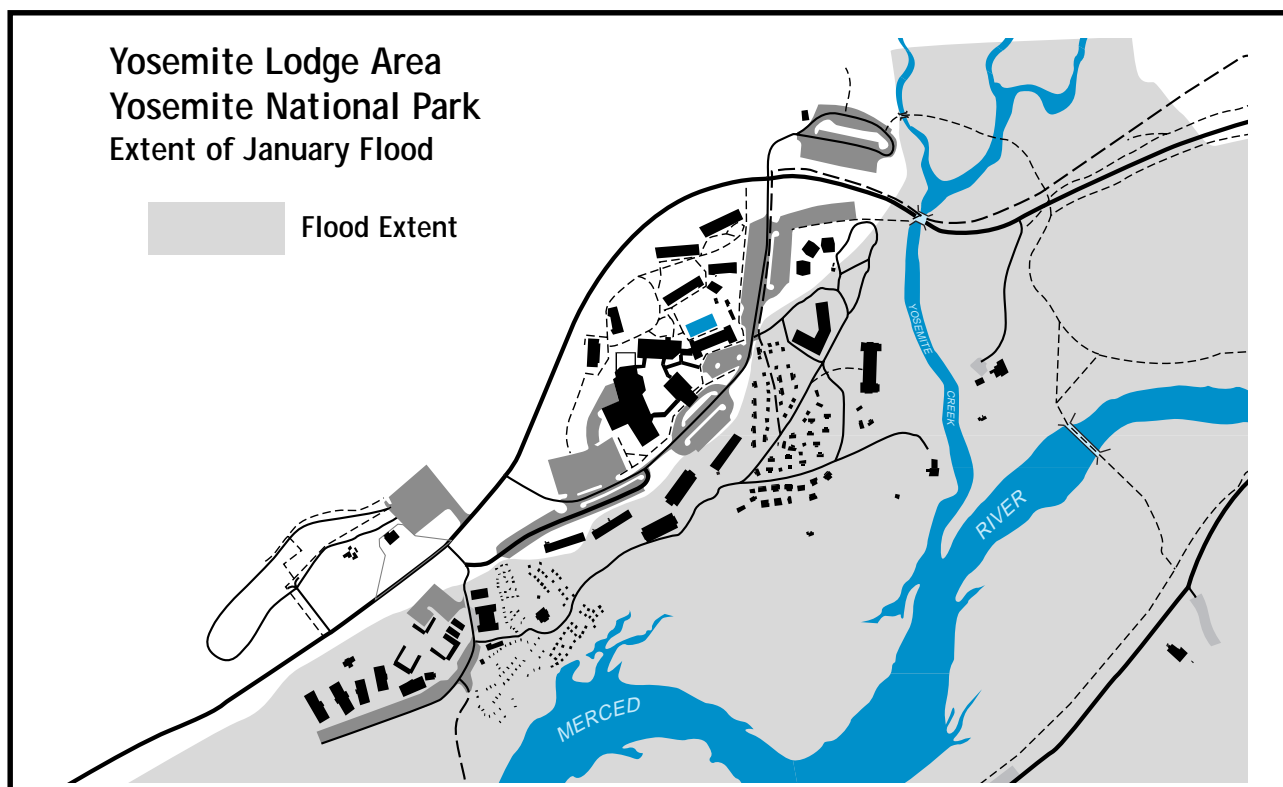 Yosemite Lodge Area
Yosemite National Park
Extent of January Flood
Flood Extent
YOSEMITE
CREEK
RIVER
MERCED